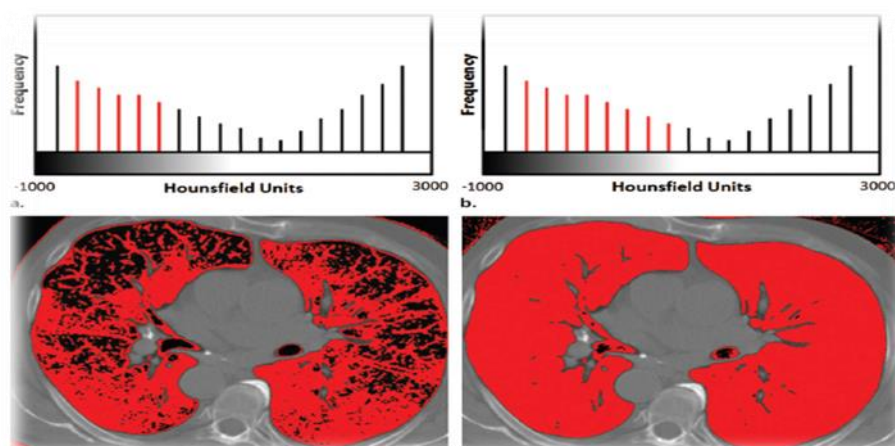 Frequency
-1000 Hounsfield Units 3000
a.
Frequency
-1000 Hounsfield Units 3000
b.